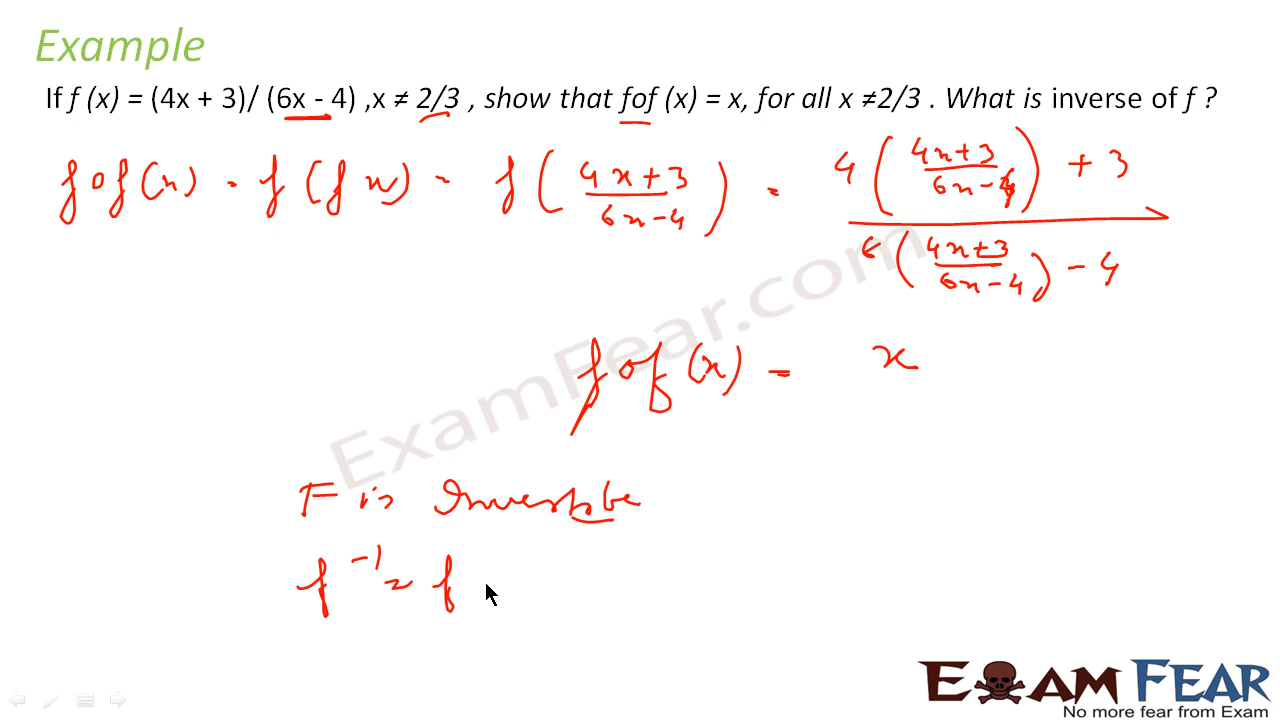 Example
If f (x) = (4x + 3)/ (6x - 4) ,x ≠ 2/3 , show that fof (x) = x, for all x ≠2/3 . What is inverse of f ?
fof(x) = f(f x) = f((4x+3)/(6x-4)) = (4((4x+3)/(6x-4)) + 3)/(6((4x+3)/(6x-4)) - 4)
fof(x) = x
F is Invertible
f⁻¹ = f
ExamFear.com
EXAM FEAR
No more fear from Exam